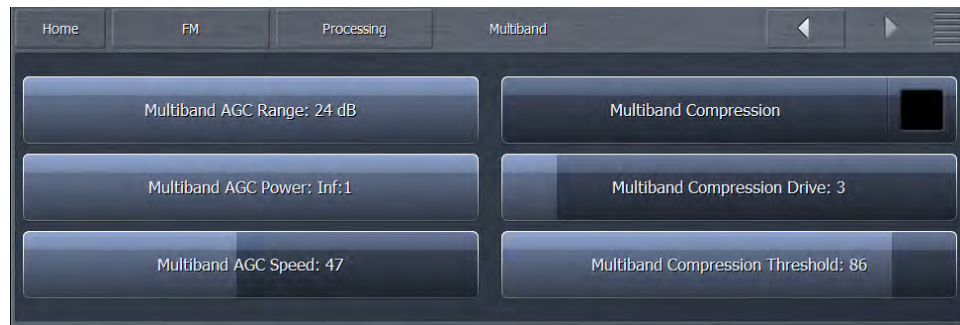 Home FM Processing Multiband
Multiband AGC Range: 24 dB
Multiband Compression
Multiband AGC Power: Inf:1
Multiband Compression Drive: 3
Multiband AGC Speed: 47
Multiband Compression Threshold: 86